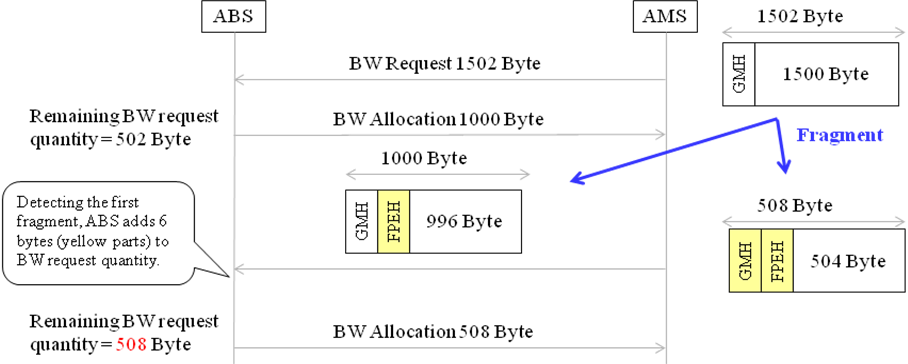 ABS
AMS
1502 Byte
BW Request 1502 Byte
GMH
1500 Byte
Remaining BW request
quantity = 502 Byte
BW Allocation 1000 Byte
Fragment
1000 Byte
GMH
FPEH
996 Byte
Detecting the first
fragment, ABS adds 6
bytes (yellow parts) to
BW request quantity.
508 Byte
GMH
FPEH
504 Byte
Remaining BW request
quantity = 508 Byte
BW Allocation 508 Byte